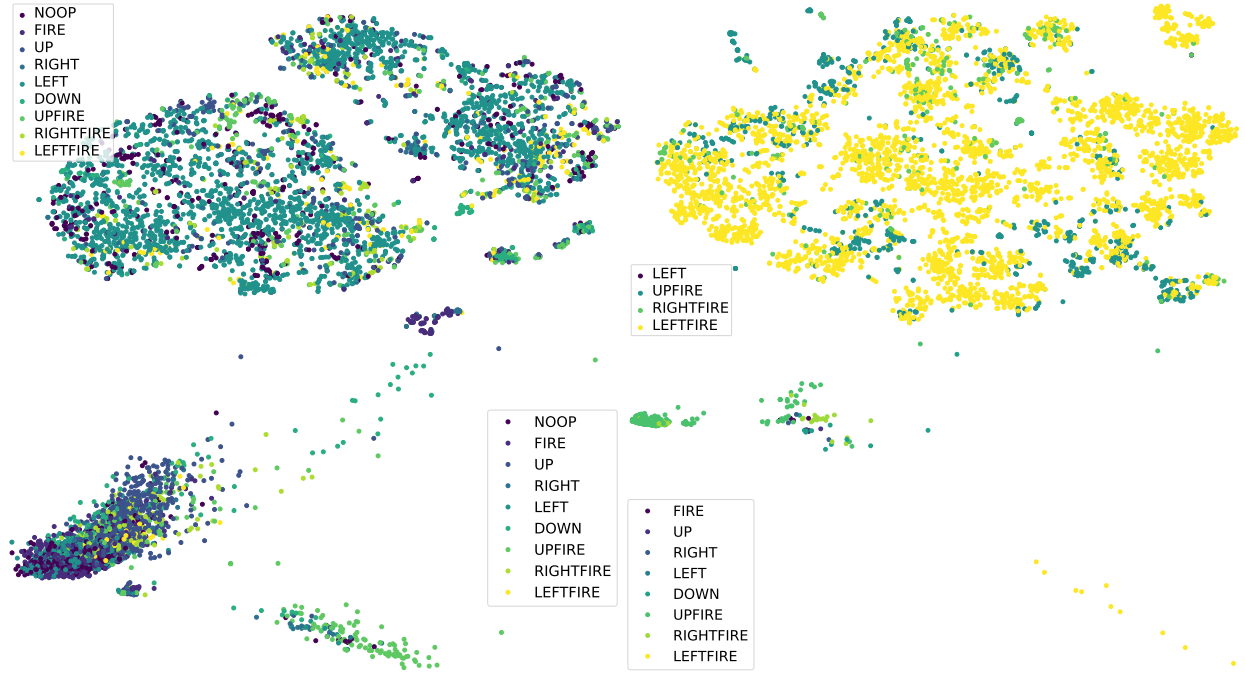 NOOP
FIRE
UP
RIGHT
LEFT
DOWN
UPFIRE
RIGHTFIRE
LEFTFIRE
LEFT
UPFIRE
RIGHTFIRE
LEFTFIRE
NOOP
FIRE
UP
RIGHT
LEFT
DOWN
UPFIRE
RIGHTFIRE
LEFTFIRE
FIRE
UP
RIGHT
LEFT
DOWN
UPFIRE
RIGHTFIRE
LEFTFIRE